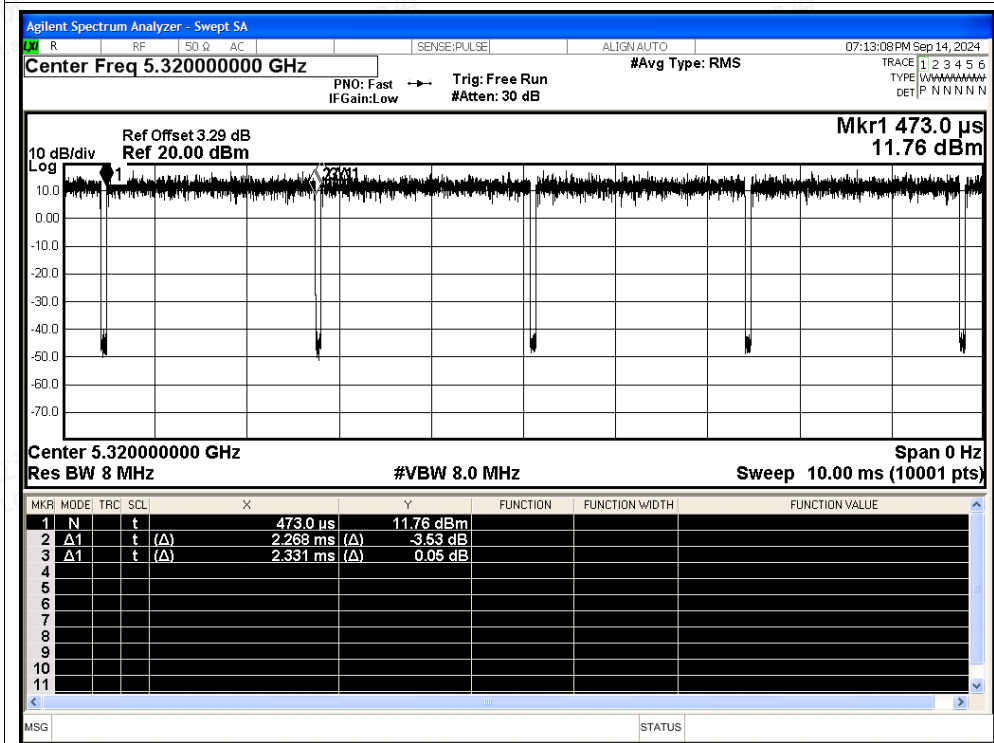 Agilent Spectrum Analyzer - Swept SA
LXI R RF 50 Ω AC SENSE:PULSE ALIGN AUTO 07:13:08 PM Sep 14, 2024
Center Freq 5.320000000 GHz #Avg Type: RMS TRACE 1 2 3 4 5 6
PNO: Fast Trig: Free Run TYPE
IFGain:Low #Atten: 30 dB DET P N N N N N
Mkr1 473.0 µs
Ref Offset 3.29 dB
10 dB/div Ref 20.00 dBm 11.76 dBm
Log
1
10.0
0.00
-10.0
-20.0
-30.0
-40.0
-50.0
-60.0
-70.0
Center 5.320000000 GHz Span 0 Hz
Res BW 8 MHz #VBW 8.0 MHz Sweep 10.00 ms (10001 pts)
MKR MODE TRC SCL X Y FUNCTION FUNCTION WIDTH FUNCTION VALUE
1 N t 473.0 µs 11.76 dBm
2 Δ1 t (Δ) 2.268 ms (Δ) -3.53 dB
3 Δ1 t (Δ) 2.331 ms (Δ) 0.05 dB
4
5
6
7
8
9
10
11
MSG STATUS